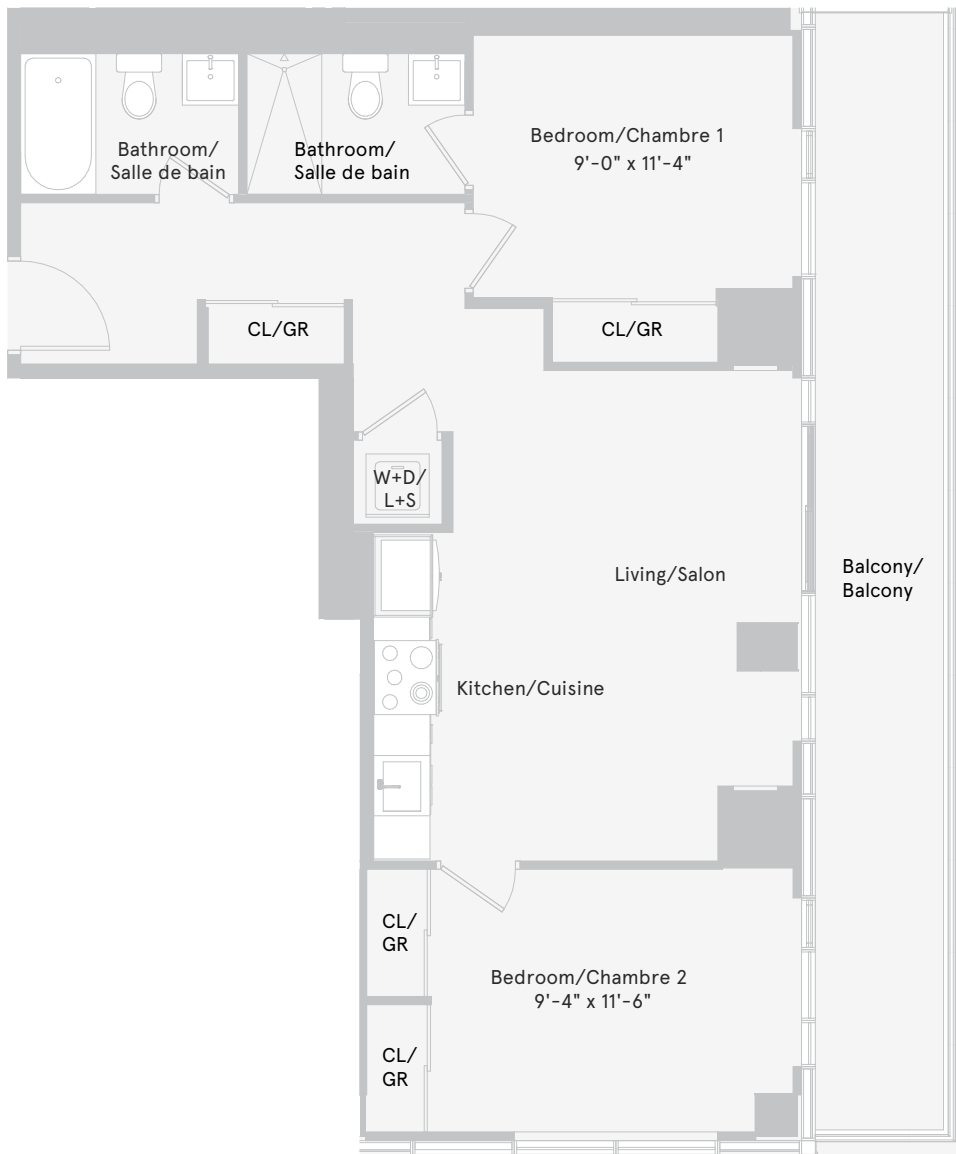 Bathroom/
Salle de bain
Bathroom/
Salle de bain
Bedroom/Chambre 1
9'-0" x 11'-4"
CL/GR
CL/GR
W+D/
L+S
Living/Salon
Balcony/
Balcony
Kitchen/Cuisine
CL/
GR
Bedroom/Chambre 2
9'-4" x 11'-6"
CL/
GR